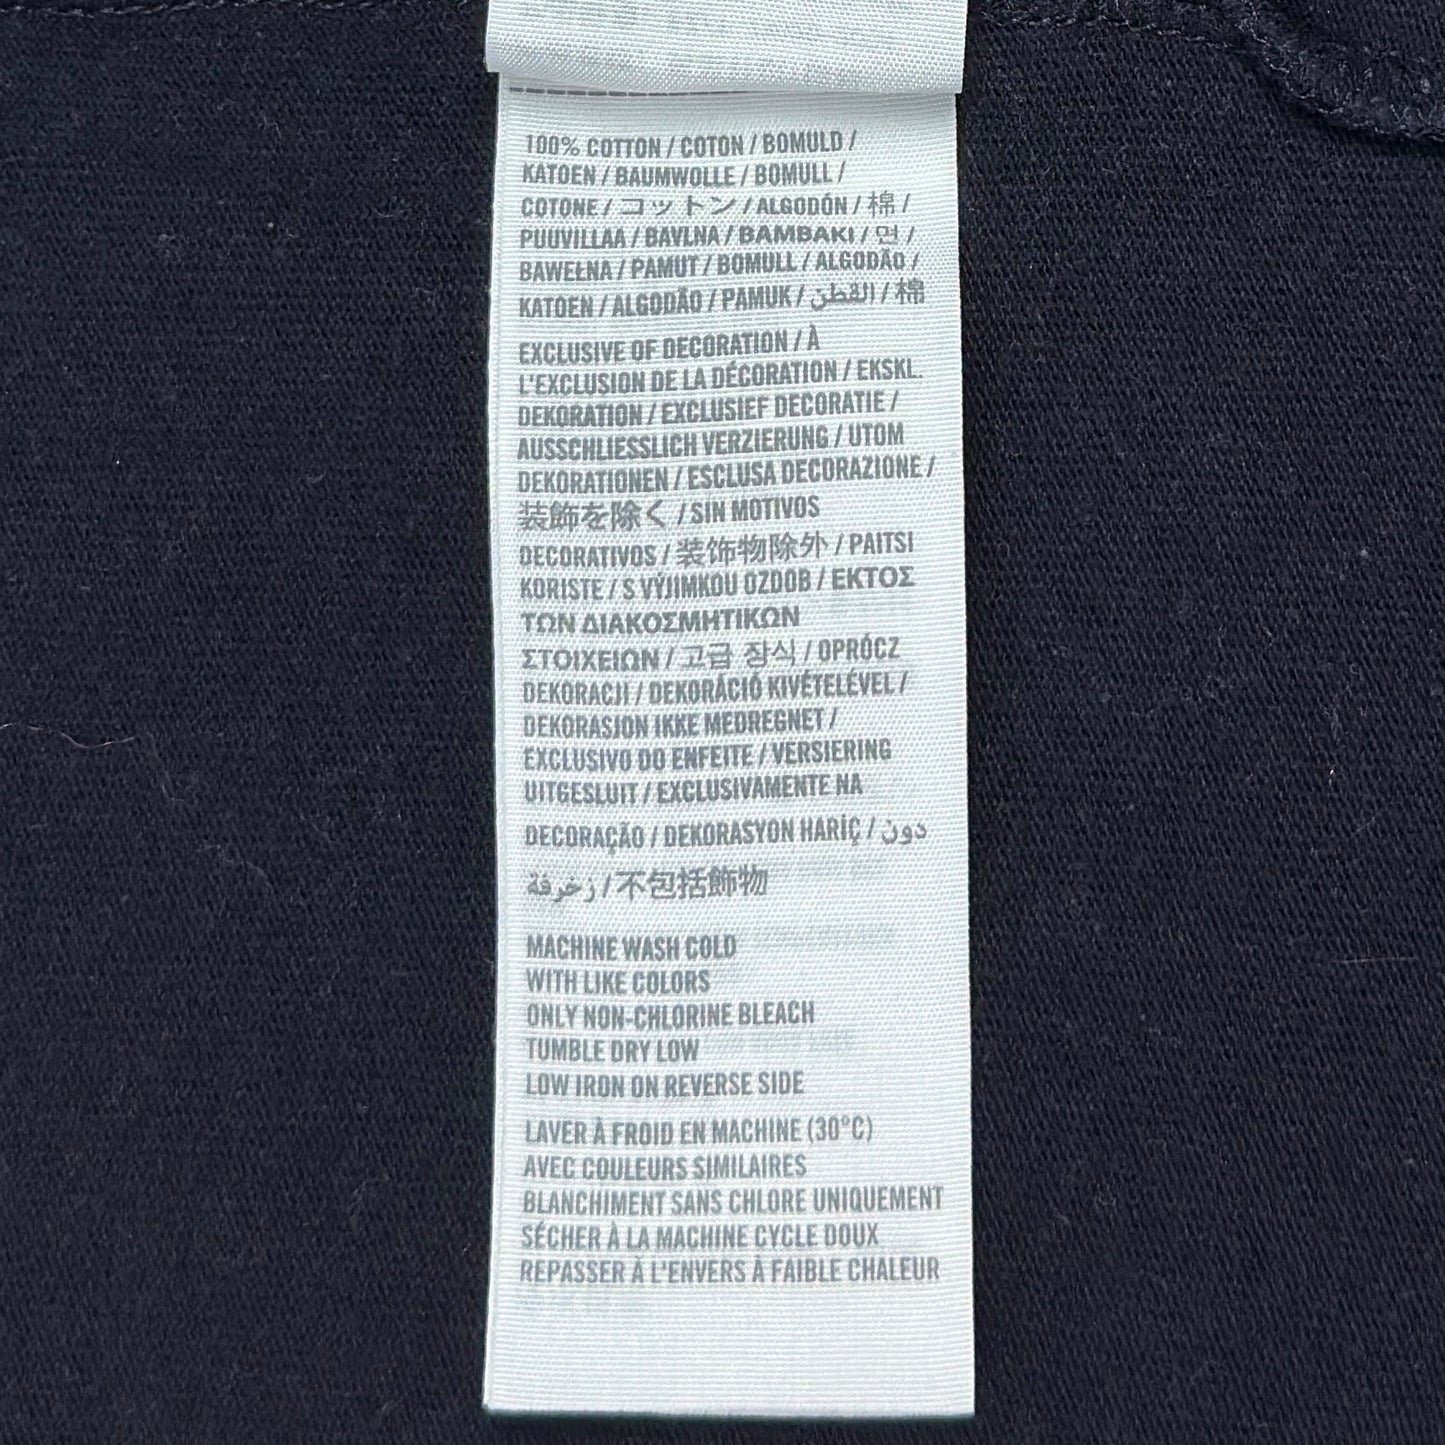 100% COTTON / COTON / BOMULD /
KATOEN / BAUMWOLLE / BOMULL /
COTONE / コットン / ALGODÓN / 棉 /
PUUVILLAA / BAVLNA / BAMBAKI / 면 /
BAWEŁNA / PAMUT / BOMULL / ALGODÃO /
KATOEN / ALGODÃO / PAMUK / القطن / 棉
EXCLUSIVE OF DECORATION / À
L'EXCLUSION DE LA DÉCORATION / EKSKL.
DEKORATION / EXCLUSIEF DECORATIE /
AUSSCHLIESSLICH VERZIERUNG / UTOM
DEKORATIONEN / ESCLUSA DECORAZIONE /
装飾を除く / SIN MOTIVOS
DECORATIVOS / 装饰物除外 / PAITSI
KORISTE / S VÝJIMKOU OZDOB / ΕΚΤΟΣ
ΤΩΝ ΔΙΑΚΟΣΜΗΤΙΚΩΝ
ΣΤΟΙΧΕΙΩΝ / 고급 장식 / OPRÓCZ
DEKORACJI / DEKORÁCIÓ KIVÉTELÉVEL /
DEKORASJON IKKE MEDREGNET /
EXCLUSIVO DO ENFEITE / VERSIERING
UITGESLUIT / EXCLUSIVAMENTE NA
DECORAÇÃO / DEKORASYON HARİÇ / دون
زخرفة / 不包括飾物
MACHINE WASH COLD
WITH LIKE COLORS
ONLY NON-CHLORINE BLEACH
TUMBLE DRY LOW
LOW IRON ON REVERSE SIDE
LAVER À FROID EN MACHINE (30°C)
AVEC COULEURS SIMILAIRES
BLANCHIMENT SANS CHLORE UNIQUEMENT
SÉCHER À LA MACHINE CYCLE DOUX
REPASSER À L'ENVERS À FAIBLE CHALEUR